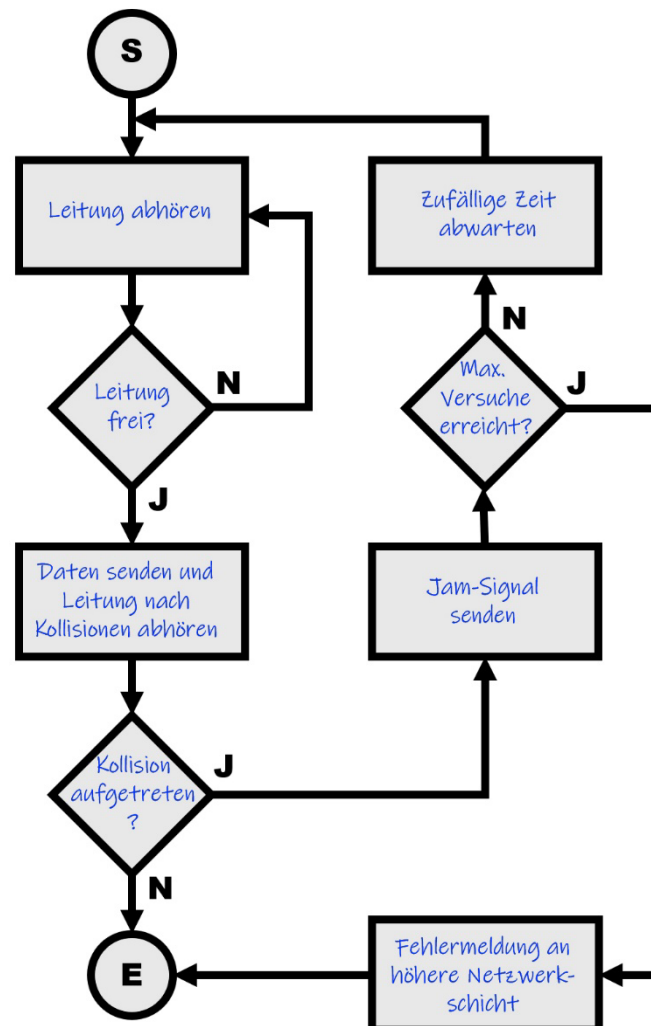 S
Leitung abhören
Leitung
frei?
N
J
Daten senden und
Leitung nach
Kollisionen abhören
Kollision
aufgetreten
?
J
N
E
Zufällige Zeit
abwarten
N
Max.
Versuche
erreicht?
J
Jam-Signal
senden
Fehlermeldung an
höhere Netzwerk-
schicht